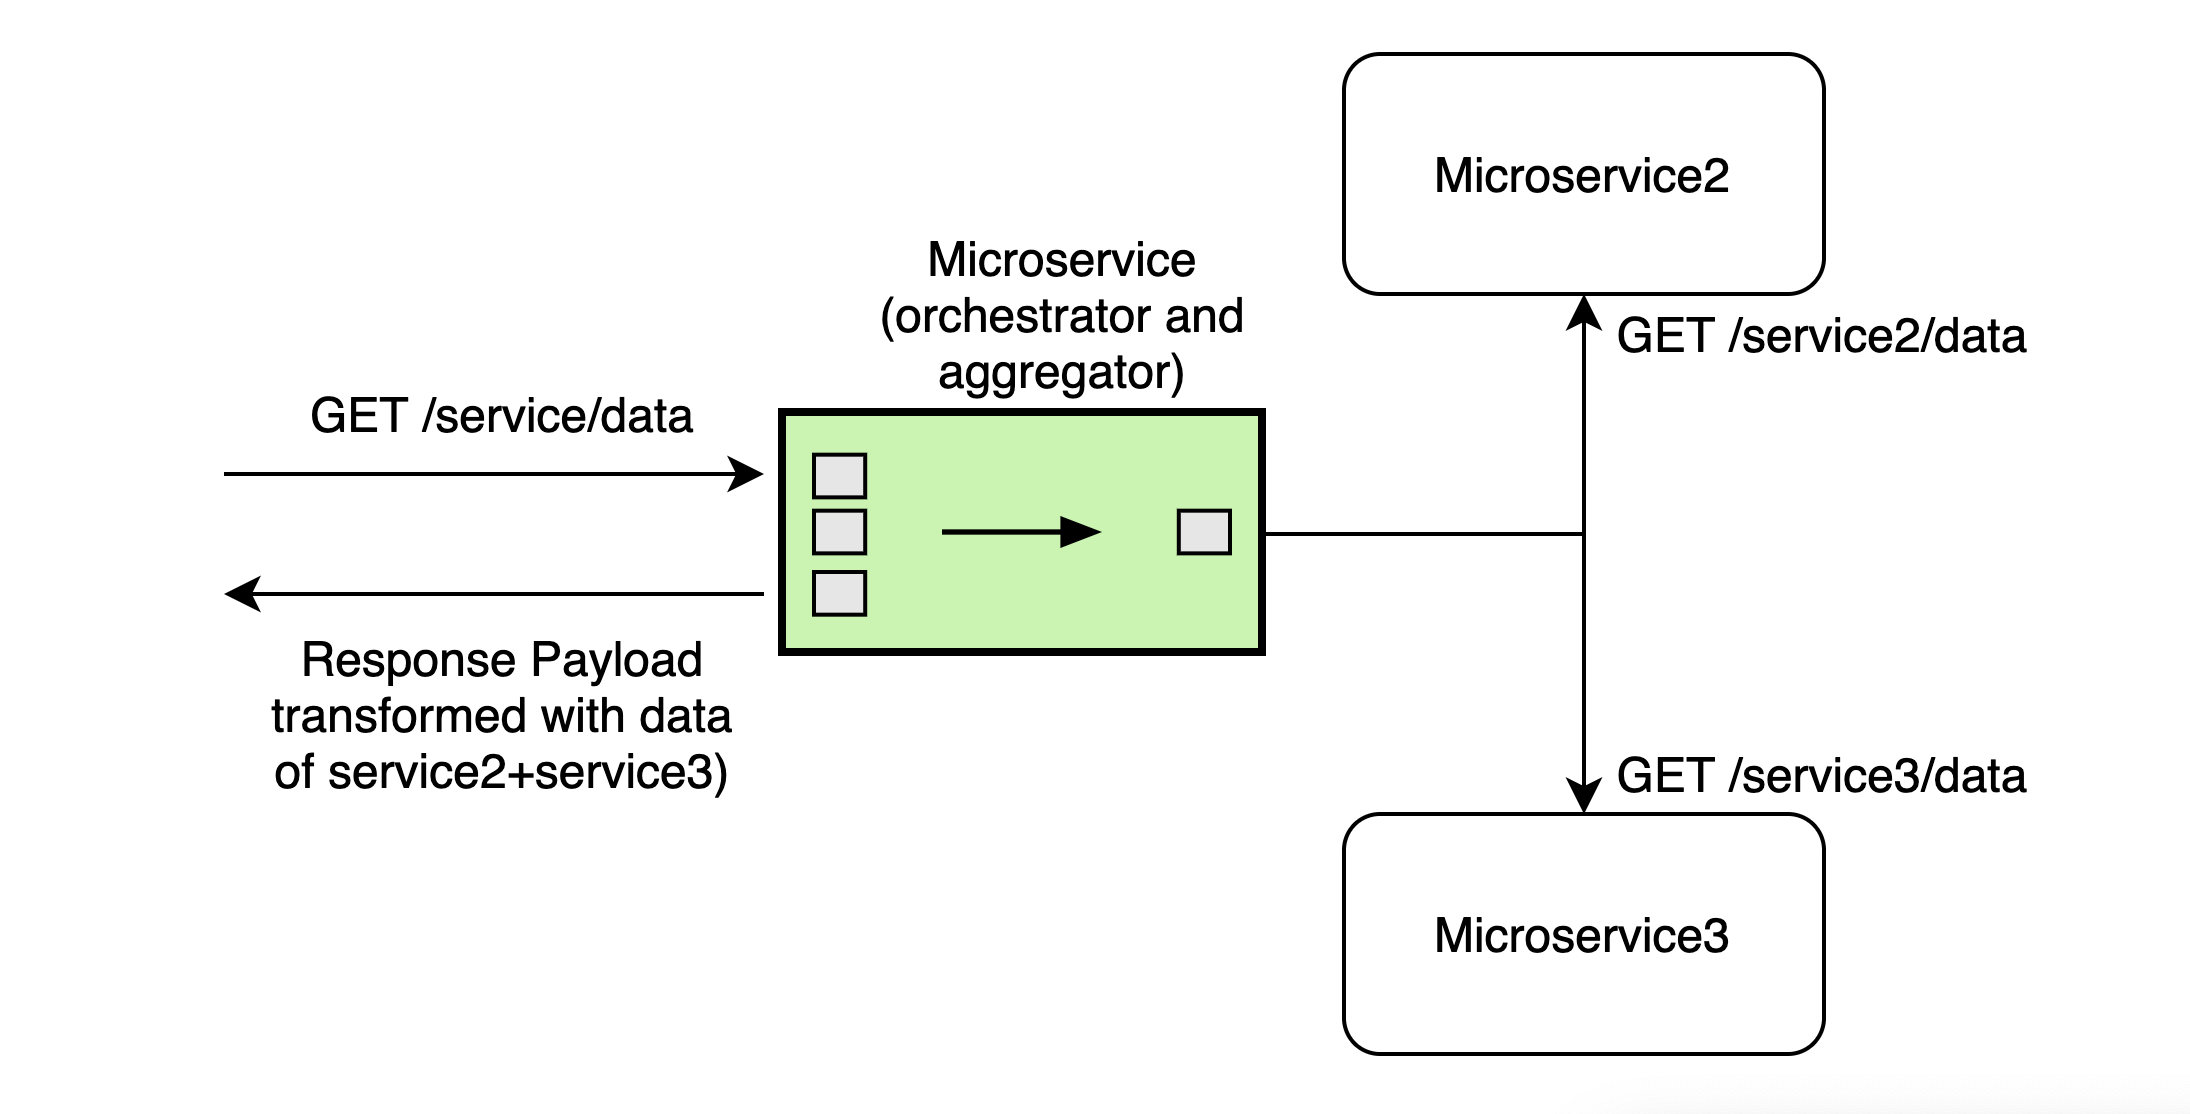 GET /service/data
Response Payload
transformed with data
of service2+service3)
Microservice
(orchestrator and
aggregator)
Microservice2
GET /service2/data
GET /service3/data
Microservice3